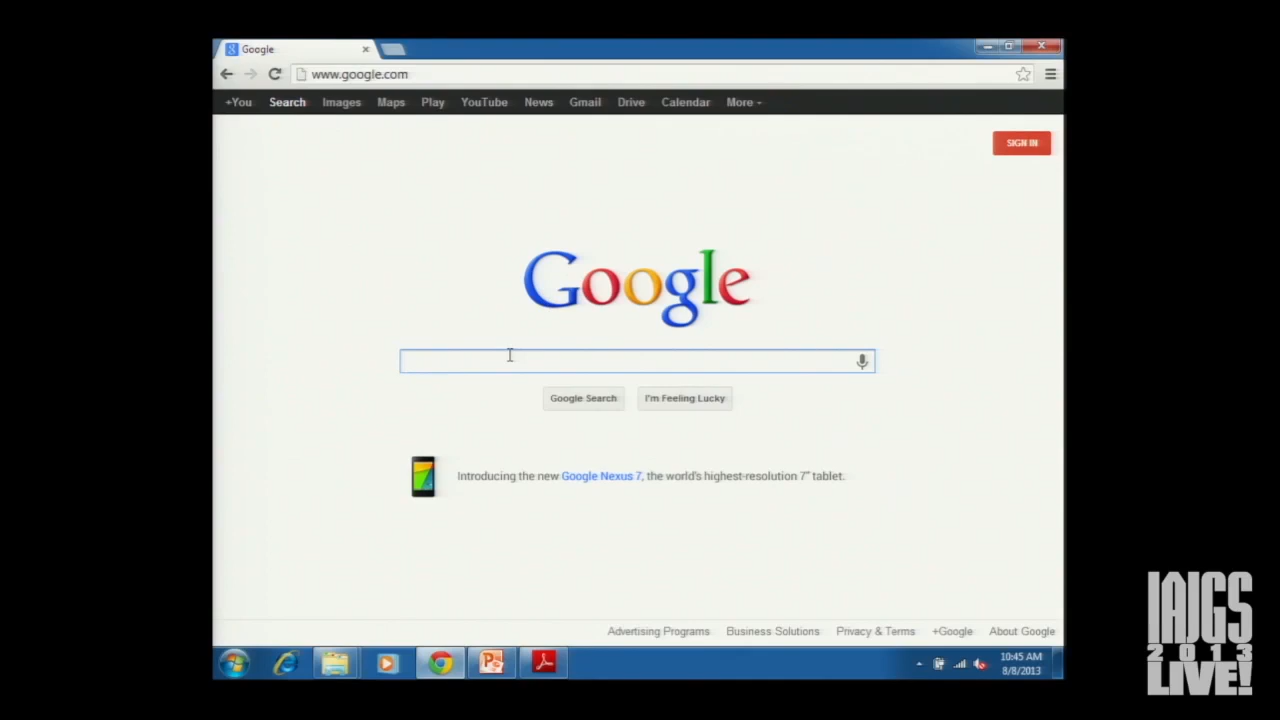 Google
www.google.com
+You Search Images Maps Play YouTube News Gmail Drive Calendar More
SIGN IN
Google
Google Search I'm Feeling Lucky
Introducing the new Google Nexus 7, the world's highest-resolution 7" tablet.
Advertising Programs Business Solutions Privacy & Terms +Google About Google
10:45 AM
8/8/2013
IAJGS
2013
LIVE!